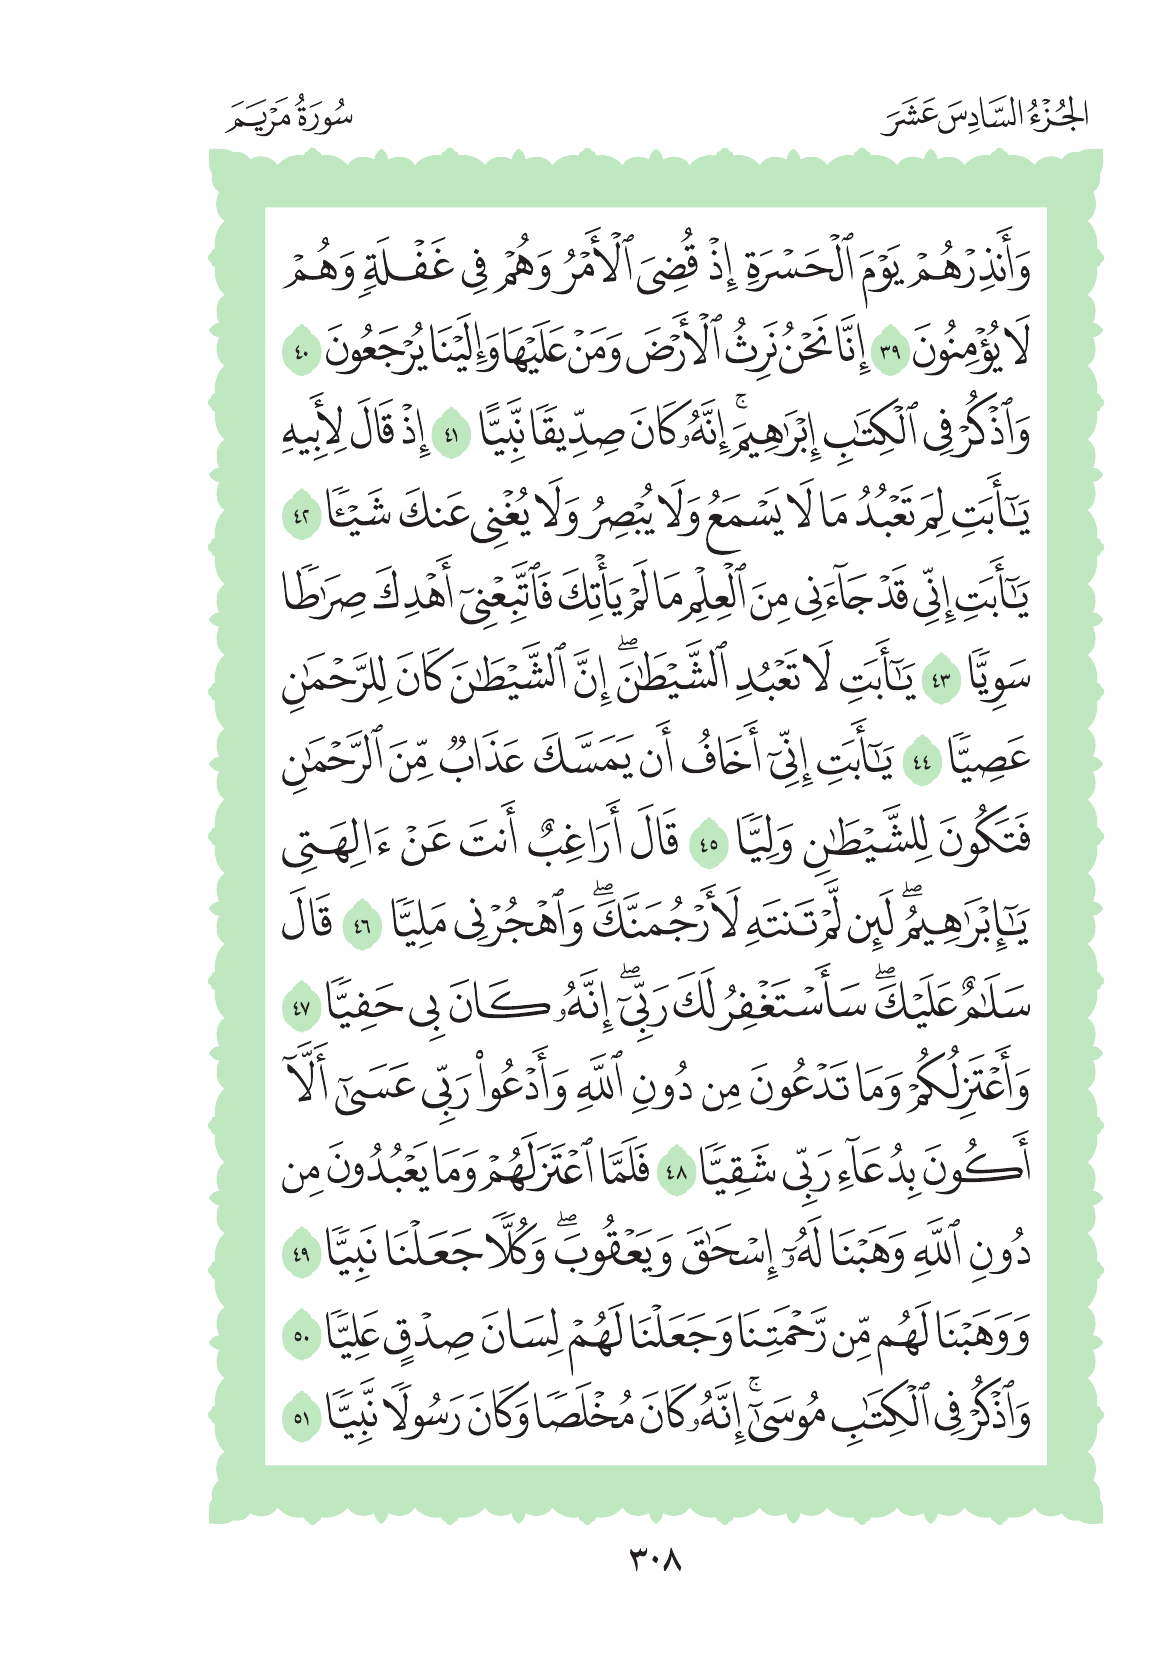 الجُزْءُ السَّادِسَ عَشَرَ
سُورَةُ مَرْيَمَ
وَأَنذِرْهُمْ يَوْمَ ٱلْحَسْرَةِ إِذْ قُضِىَ ٱلْأَمْرُ وَهُمْ فِى غَفْلَةٍ وَهُمْ
لَا يُؤْمِنُونَ ٣٩ إِنَّا نَحْنُ نَرِثُ ٱلْأَرْضَ وَمَنْ عَلَيْهَا وَإِلَيْنَا يُرْجَعُونَ ٤٠
وَٱذْكُرْ فِى ٱلْكِتَٰبِ إِبْرَٰهِيمَ ۚ إِنَّهُۥ كَانَ صِدِّيقًا نَّبِيًّا ٤١ إِذْ قَالَ لِأَبِيهِ
يَٰٓأَبَتِ لِمَ تَعْبُدُ مَا لَا يَسْمَعُ وَلَا يُبْصِرُ وَلَا يُغْنِى عَنكَ شَيْـًٔا ٤٢
يَٰٓأَبَتِ إِنِّى قَدْ جَآءَنِى مِنَ ٱلْعِلْمِ مَا لَمْ يَأْتِكَ فَٱتَّبِعْنِىٓ أَهْدِكَ صِرَٰطًا
سَوِيًّا ٤٣ يَٰٓأَبَتِ لَا تَعْبُدِ ٱلشَّيْطَٰنَ ۖ إِنَّ ٱلشَّيْطَٰنَ كَانَ لِلرَّحْمَٰنِ
عَصِيًّا ٤٤ يَٰٓأَبَتِ إِنِّىٓ أَخَافُ أَن يَمَسَّكَ عَذَابٌ مِّنَ ٱلرَّحْمَٰنِ
فَتَكُونَ لِلشَّيْطَٰنِ وَلِيًّا ٤٥ قَالَ أَرَاغِبٌ أَنتَ عَنْ ءَالِهَتِى
يَٰٓإِبْرَٰهِيمُ ۖ لَئِن لَّمْ تَنتَهِ لَأَرْجُمَنَّكَ ۖ وَٱهْجُرْنِى مَلِيًّا ٤٦ قَالَ
سَلَٰمٌ عَلَيْكَ ۖ سَأَسْتَغْفِرُ لَكَ رَبِّىٓ ۖ إِنَّهُۥ كَانَ بِى حَفِيًّا ٤٧
وَأَعْتَزِلُكُمْ وَمَا تَدْعُونَ مِن دُونِ ٱللَّهِ وَأَدْعُوا۟ رَبِّى عَسَىٰٓ أَلَّآ
أَكُونَ بِدُعَآءِ رَبِّى شَقِيًّا ٤٨ فَلَمَّا ٱعْتَزَلَهُمْ وَمَا يَعْبُدُونَ مِن
دُونِ ٱللَّهِ وَهَبْنَا لَهُۥٓ إِسْحَٰقَ وَيَعْقُوبَ ۖ وَكُلًّا جَعَلْنَا نَبِيًّا ٤٩
وَوَهَبْنَا لَهُم مِّن رَّحْمَتِنَا وَجَعَلْنَا لَهُمْ لِسَانَ صِدْقٍ عَلِيًّا ٥٠
وَٱذْكُرْ فِى ٱلْكِتَٰبِ مُوسَىٰٓ ۚ إِنَّهُۥ كَانَ مُخْلَصًا وَكَانَ رَسُولًا نَّبِيًّا ٥١
٣٠٨